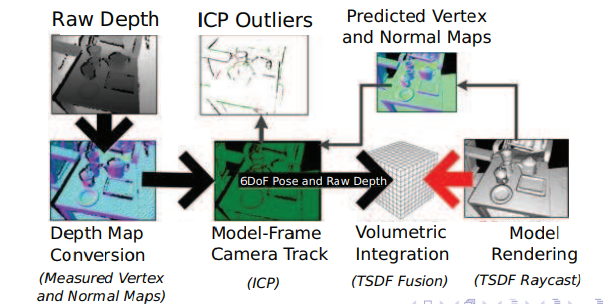 Raw Depth
ICP Outliers
Predicted Vertex
and Normal Maps
6DoF Pose and Raw Depth
Depth Map
Conversion
(Measured Vertex
and Normal Maps)
Model-Frame
Camera Track
(ICP)
Volumetric
Integration
(TSDF Fusion)
Model
Rendering
(TSDF Raycast)